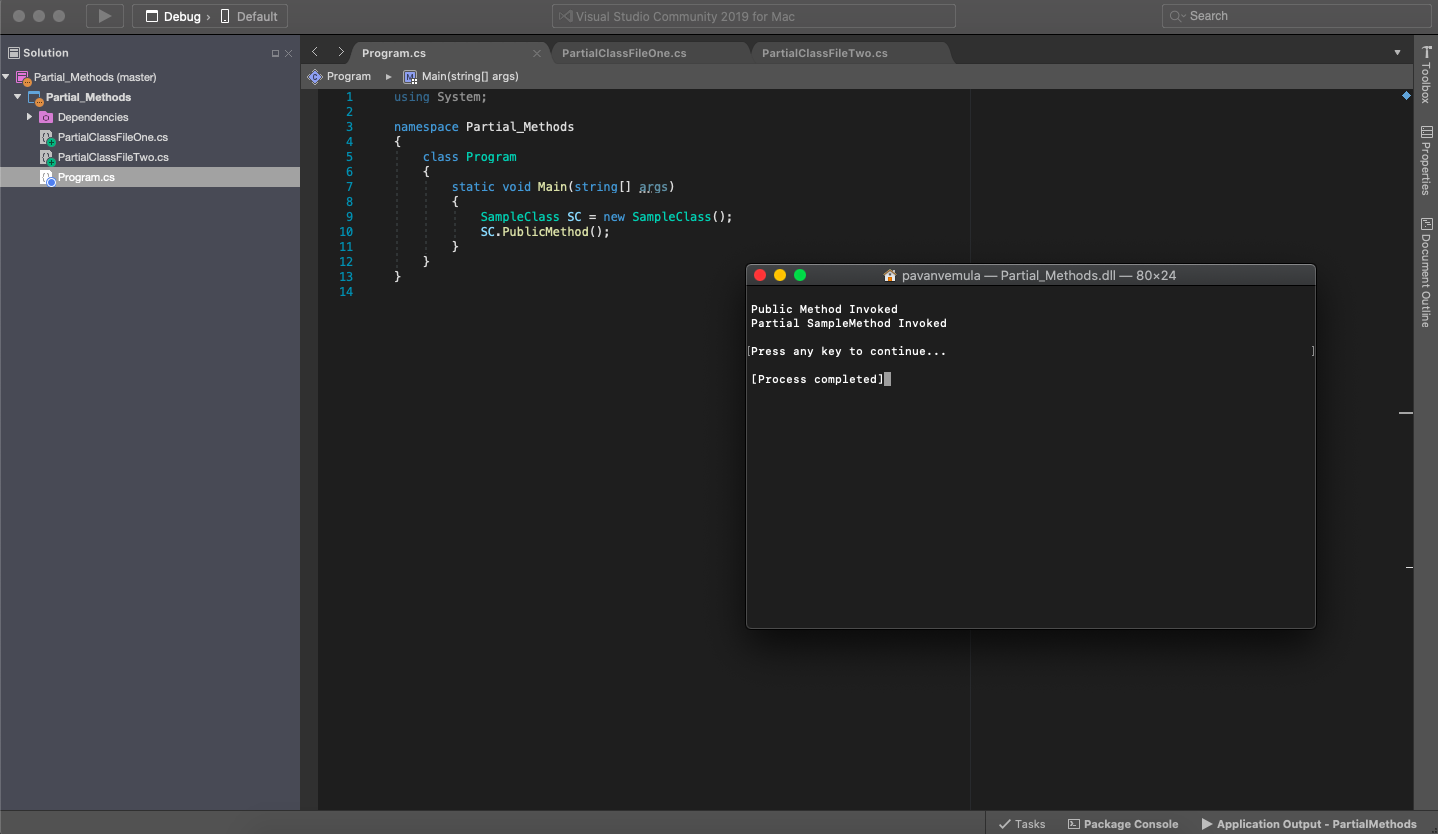 Debug › Default
Visual Studio Community 2019 for Mac
Search
Solution
Partial_Methods (master)
Partial_Methods
Dependencies
PartialClassFileOne.cs
PartialClassFileTwo.cs
Program.cs
Program.cs
PartialClassFileOne.cs
PartialClassFileTwo.cs
Program
Main(string[] args)
1 using System;
2
3 namespace Partial_Methods
4 {
5 class Program
6 {
7 static void Main(string[] args)
8 {
9 SampleClass SC = new SampleClass();
10 SC.PublicMethod();
11 }
12 }
13 }
14
pavanvemula — Partial_Methods.dll — 80×24
Public Method Invoked
Partial SampleMethod Invoked
[Press any key to continue... ]
[Process completed]
Toolbox
Properties
Document Outline
Tasks
Package Console
Application Output - PartialMethods